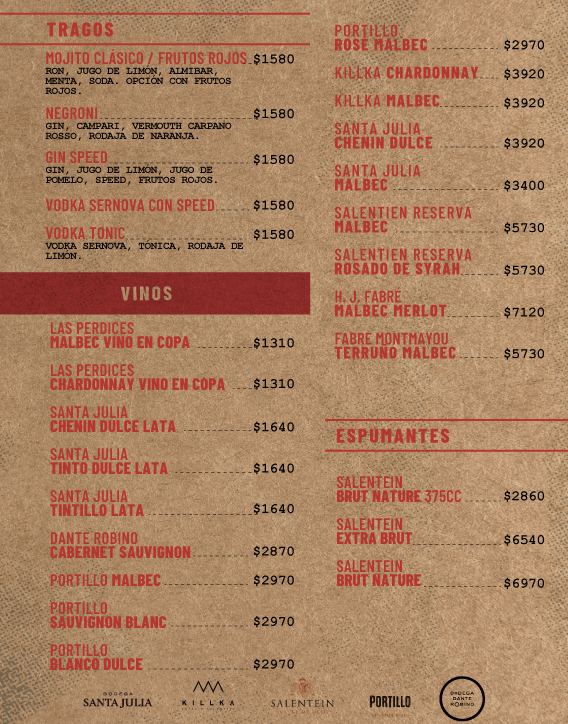 TRAGOS
MOJITO CLÁSICO / FRUTOS ROJOS $1580
RON, JUGO DE LIMÓN, ALMIBAR,
MENTA, SODA. OPCIÓN CON FRUTOS
ROJOS.
NEGRONI $1580
GIN, CAMPARI, VERMOUTH CARPANO
ROSSO, RODAJA DE NARANJA.
GIN SPEED $1580
GIN, JUGO DE LIMÓN, JUGO DE
POMELO, SPEED, FRUTOS ROJOS.
VODKA SERNOVA CON SPEED $1580
VODKA TONIC $1580
VODKA SERNOVA, TONICA, RODAJA DE
LIMÓN.
VINOS
LAS PERDICES
MALBEC VINO EN COPA $1310
LAS PERDICES
CHARDONNAY VINO EN COPA $1310
SANTA JULIA
CHENIN DULCE LATA $1640
SANTA JULIA
TINTO DULCE LATA $1640
SANTA JULIA
TINTILLO LATA $1640
DANTE ROBINO
CABERNET SAUVIGNON $2870
PORTILLO MALBEC $2970
PORTILLO
SAUVIGNON BLANC $2970
PORTILLO
BLANCO DULCE $2970
PORTILLO
ROSE MALBEC $2970
KILLKA CHARDONNAY $3920
KILLKA MALBEC $3920
SANTA JULIA
CHENIN DULCE $3920
SANTA JULIA
MALBEC $3400
SALENTIEN RESERVA
MALBEC $5730
SALENTIEN RESERVA
ROSADO DE SYRAH $5730
H. J. FABRE
MALBEC MERLOT $7120
FABRE MONTMAYOU
TERRUÑO MALBEC $5730
ESPUMANTES
SALENTEIN
BRUT NATURE 375CC $2860
SALENTEIN
EXTRA BRUT $6540
SALENTEIN
BRUT NATURE $6970
BODEGA
SANTA JULIA
KILLKA
SALENTEIN
PORTILLO
BODEGA
DANTE
ROBINO